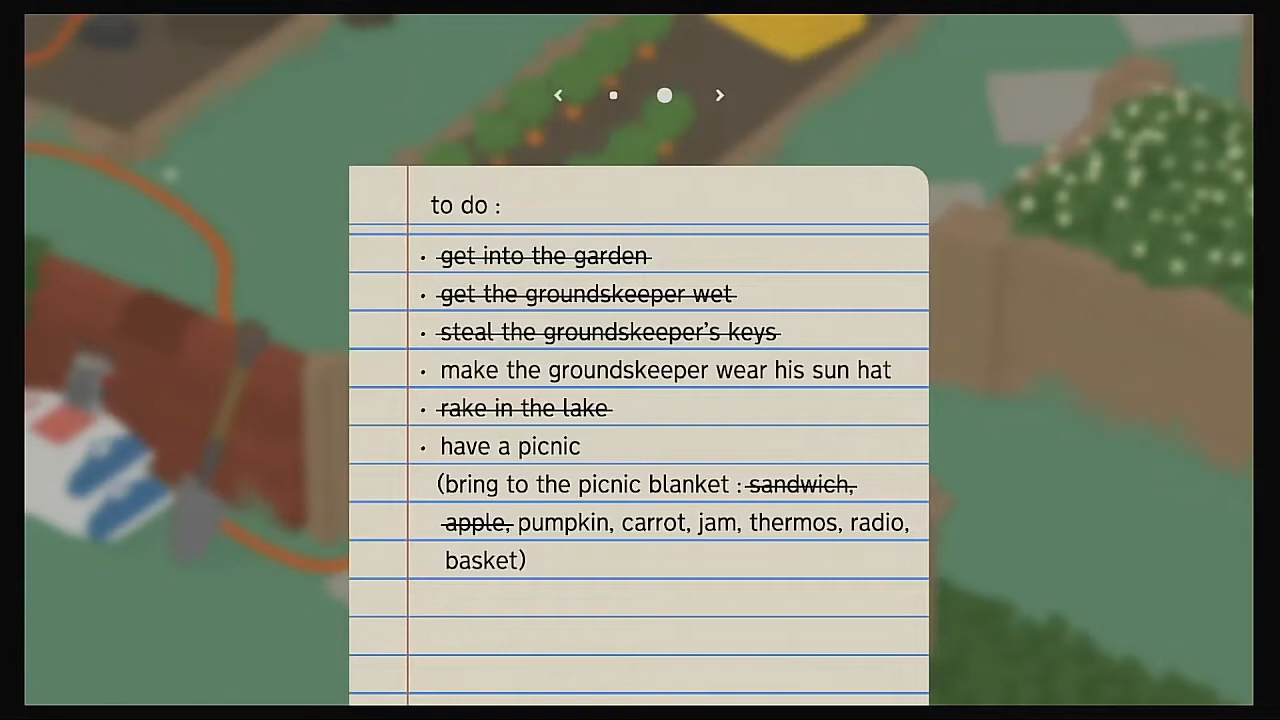 to do :
• get into the garden
• get the groundskeeper wet
• steal the groundskeeper's keys
• make the groundskeeper wear his sun hat
• rake in the lake
• have a picnic
(bring to the picnic blanket : sandwich,
apple, pumpkin, carrot, jam, thermos, radio,
basket)